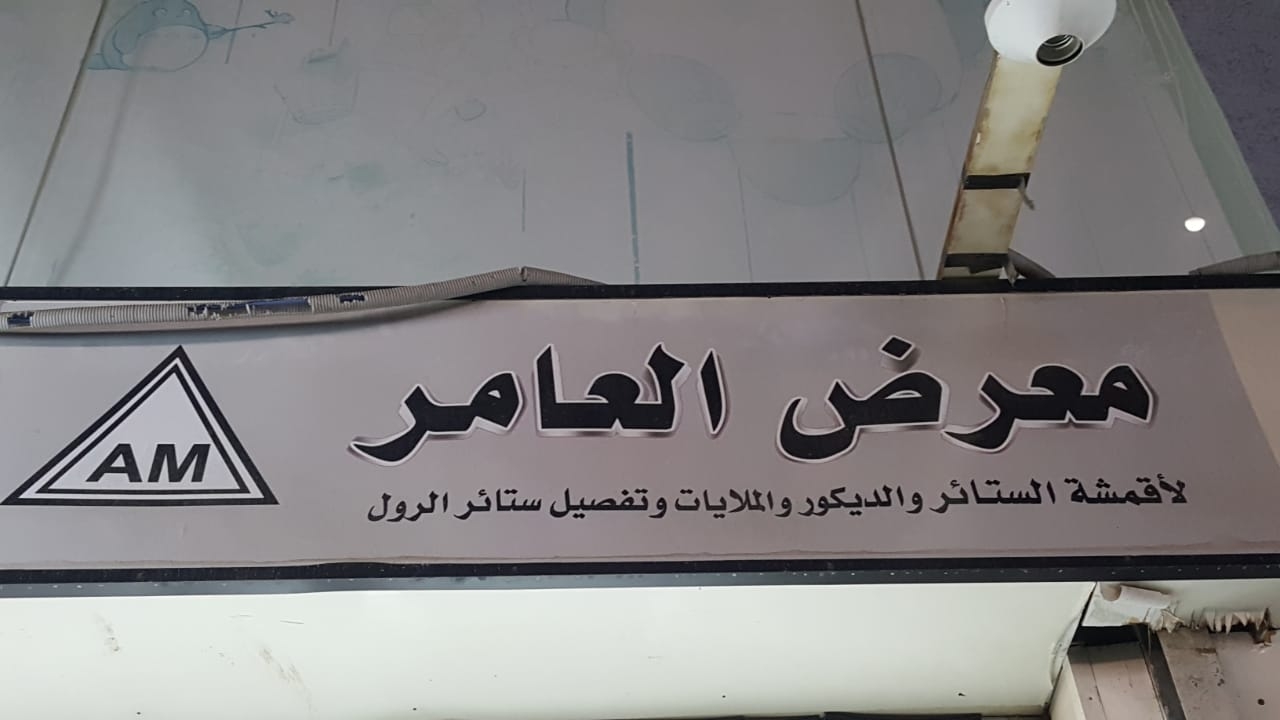 معرض العامر
لأقمشة الستائر والديكور والملايات وتفصيل ستائر الرول
AM